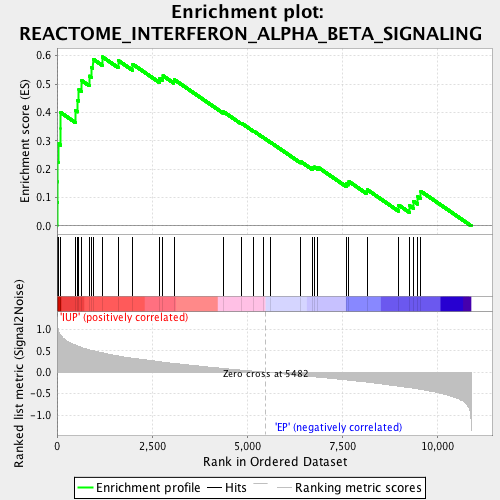 Enrichment plot:
REACTOME_INTERFERON_ALPHA_BETA_SIGNALING
Enrichment score (ES)
0.6
0.5
0.4
0.3
0.2
0.1
0.0
'IUP' (positively correlated)
Ranked list metric (Signal2Noise)
1.0
0.5
0.0
-0.5
-1.0
Zero cross at 5482
'EP' (negatively correlated)
0
2,500
5,000
7,500
10,000
Rank in Ordered Dataset
Enrichment profile
Hits
Ranking metric scores